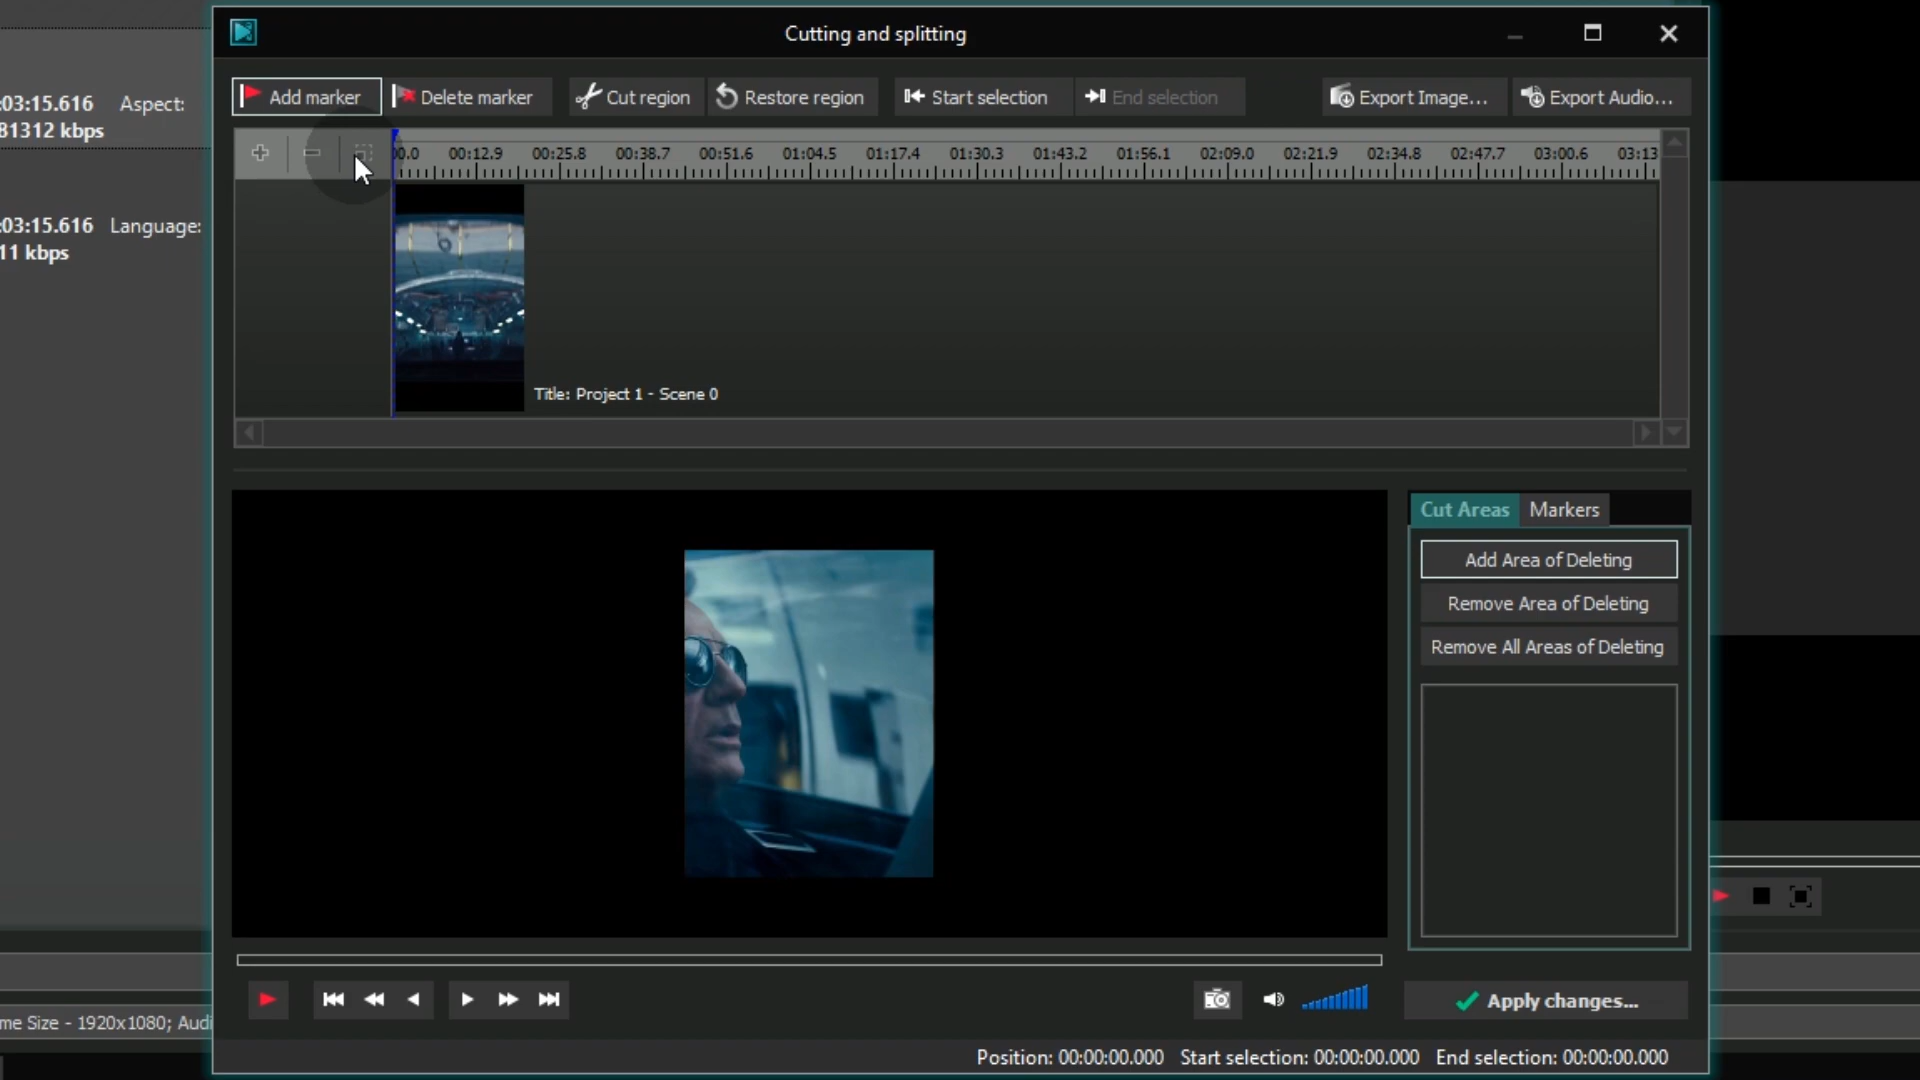 Cutting and splitting
:03:15.616 Aspect:
81312 kbps
:03:15.616 Language:
11 kbps
Add marker Delete marker Cut region Restore region Start selection End selection Export Image... Export Audio...
00.0 00:12.9 00:25.8 00:38.7 00:51.6 01:04.5 01:17.4 01:30.3 01:43.2 01:56.1 02:09.0 02:21.9 02:34.8 02:47.7 03:00.6 03:13
Title: Project 1 - Scene 0
Cut Areas Markers
Add Area of Deleting
Remove Area of Deleting
Remove All Areas of Deleting
Apply changes...
me Size - 1920x1080; Audi
Position: 00:00:00.000 Start selection: 00:00:00.000 End selection: 00:00:00.000